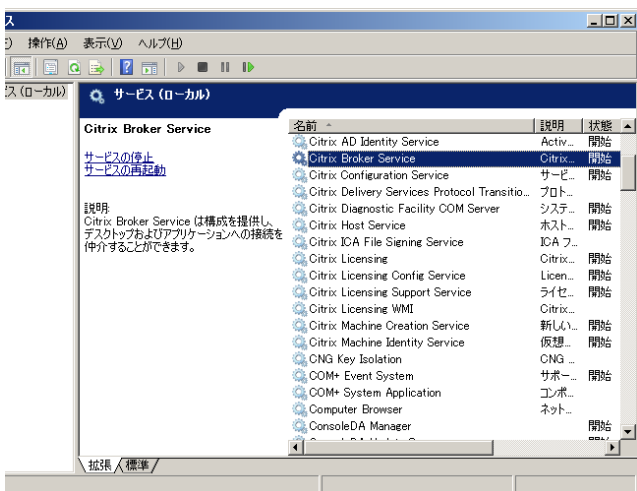 ス
操作(A) 表示(V) ヘルプ(H)
ス (ローカル)
サービス (ローカル)
Citrix Broker Service
サービスの停止
サービスの再起動
説明:
Citrix Broker Service は構成を提供し、
デスクトップおよびアプリケーションへの接続を
仲介することができます。
名前 説明 状態
Citrix AD Identity Service Activ... 開始
Citrix Broker Service Citrix... 開始
Citrix Configuration Service サービ... 開始
Citrix Delivery Services Protocol Transitio... プロト...
Citrix Diagnostic Facility COM Server システ... 開始
Citrix Host Service ホスト... 開始
Citrix ICA File Signing Service ICA フ...
Citrix Licensing Citrix... 開始
Citrix Licensing Config Service Licen... 開始
Citrix Licensing Support Service ライセ... 開始
Citrix Licensing WMI Citrix...
Citrix Machine Creation Service 新しい... 開始
Citrix Machine Identity Service 仮想... 開始
CNG Key Isolation CNG ...
COM+ Event System サポー... 開始
COM+ System Application コンポ...
Computer Browser ネット...
ConsoleDA Manager 開始
拡張 標準